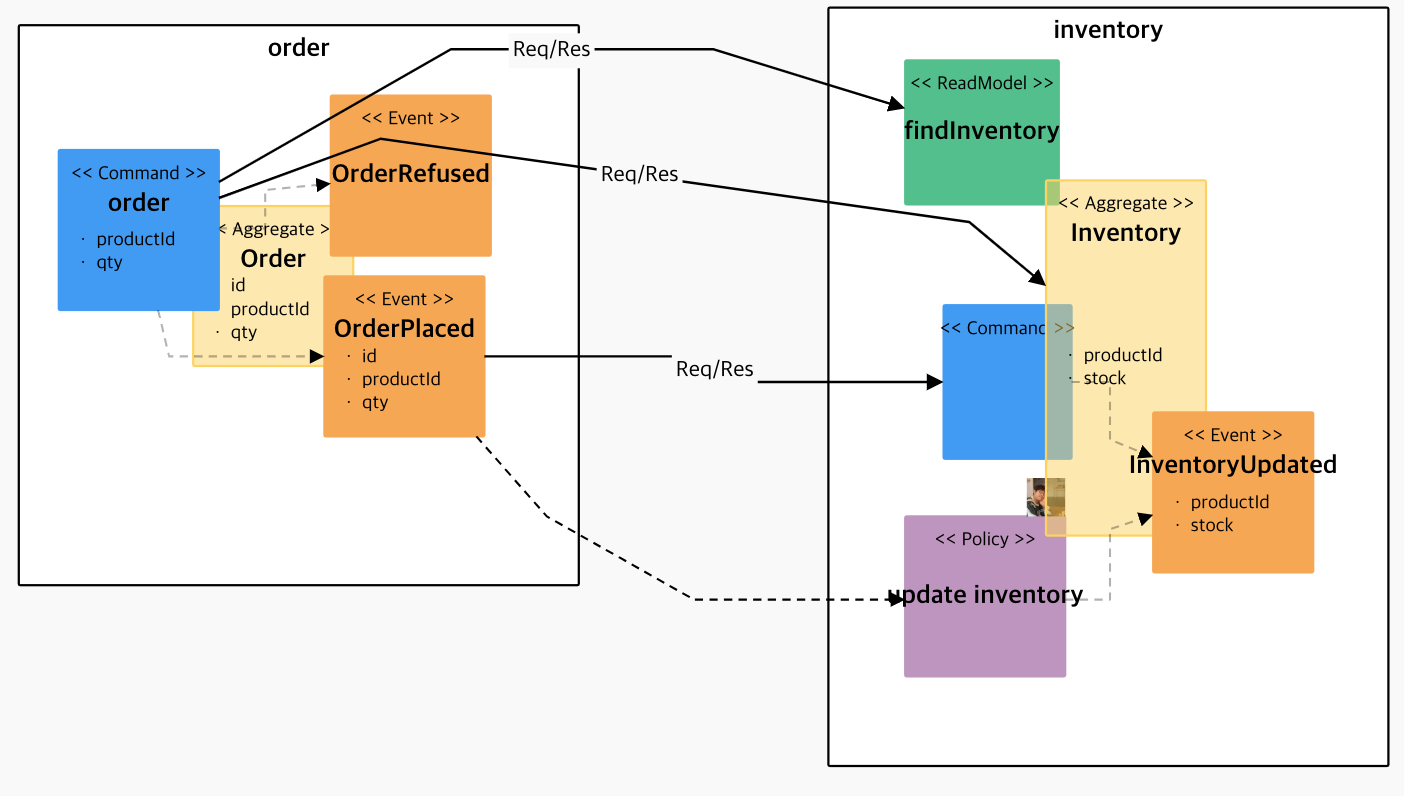 order
<< Command >>
order
· productId
· qty
< Aggregate >
Order
id
productId
· qty
<< Event >>
OrderRefused
<< Event >>
OrderPlaced
· id
· productId
· qty
Req/Res
Req/Res
Req/Res
inventory
<< ReadModel >>
findInventory
<< Aggregate >>
Inventory
· productId
· stock
<< Command >>
<< Event >>
InventoryUpdated
· productId
· stock
<< Policy >>
update inventory